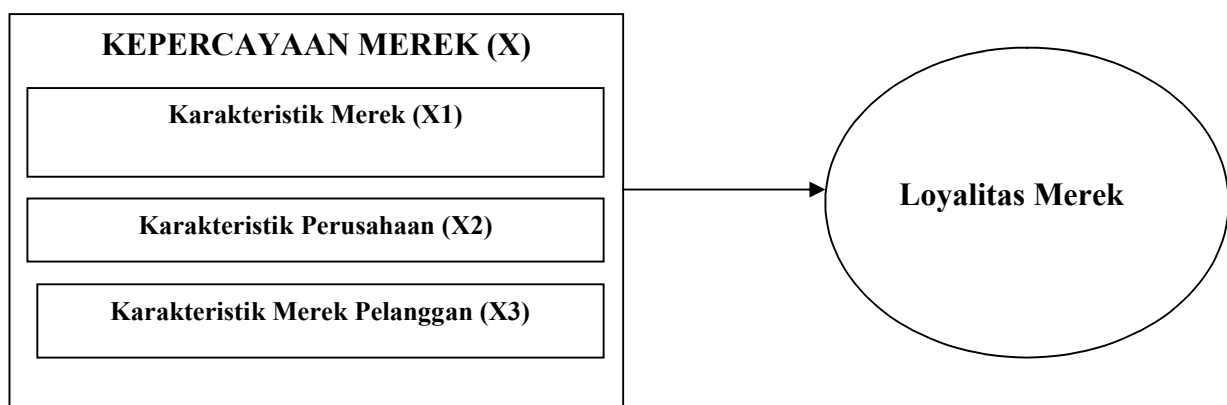 KEPERCAYAAN MEREK (X)
Karakteristik Merek (X1)
Karakteristik Perusahaan (X2)
Karakteristik Merek Pelanggan (X3)
Loyalitas Merek